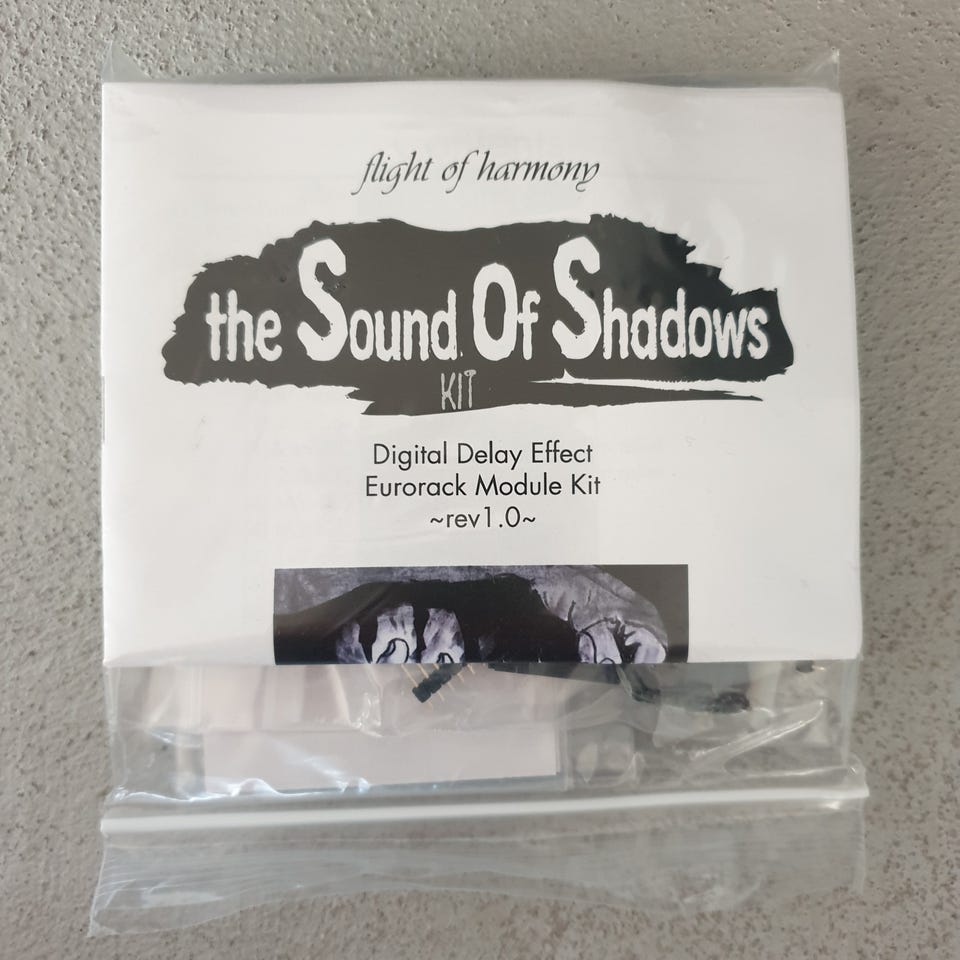 flight of harmony
the Sound Of Shadows
KIT
Digital Delay Effect
Eurorack Module Kit
~rev1.0~